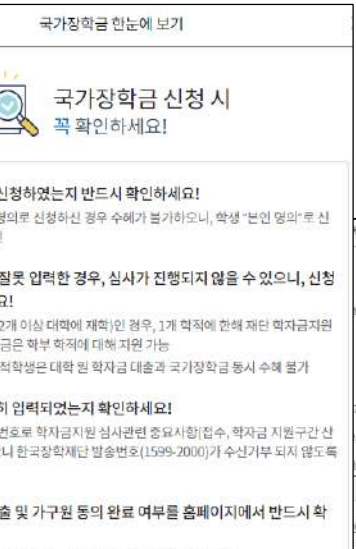 국가장학금 한눈에 보기
국가장학금 신청 시
꼭 확인하세요!
신청하였는지 반드시 확인하세요!
명의로 신청하신 경우 수혜가 불가하오니, 학생 "본인 명의"로 신
잘못 입력한 경우, 심사가 진행되지 않을 수 있으니, 신청
요!
2개 이상 대학에 재학)인 경우, 1개 학적에 한해 재단 학자금지원
금은 학부 학적에 대해 지원 가능
적학생은 대학원 학자금 대출과 국가장학금 동시 수혜 불가
히 입력되었는지 확인하세요!
번호로 학자금지원 심사관련 중요사항(접수, 학자금 지원구간 산
니 한국장학재단 발송번호(1599-2000)가 수신거부 되지 않도록
출 및 가구원 동의 완료 여부를 홈페이지에서 반드시 확